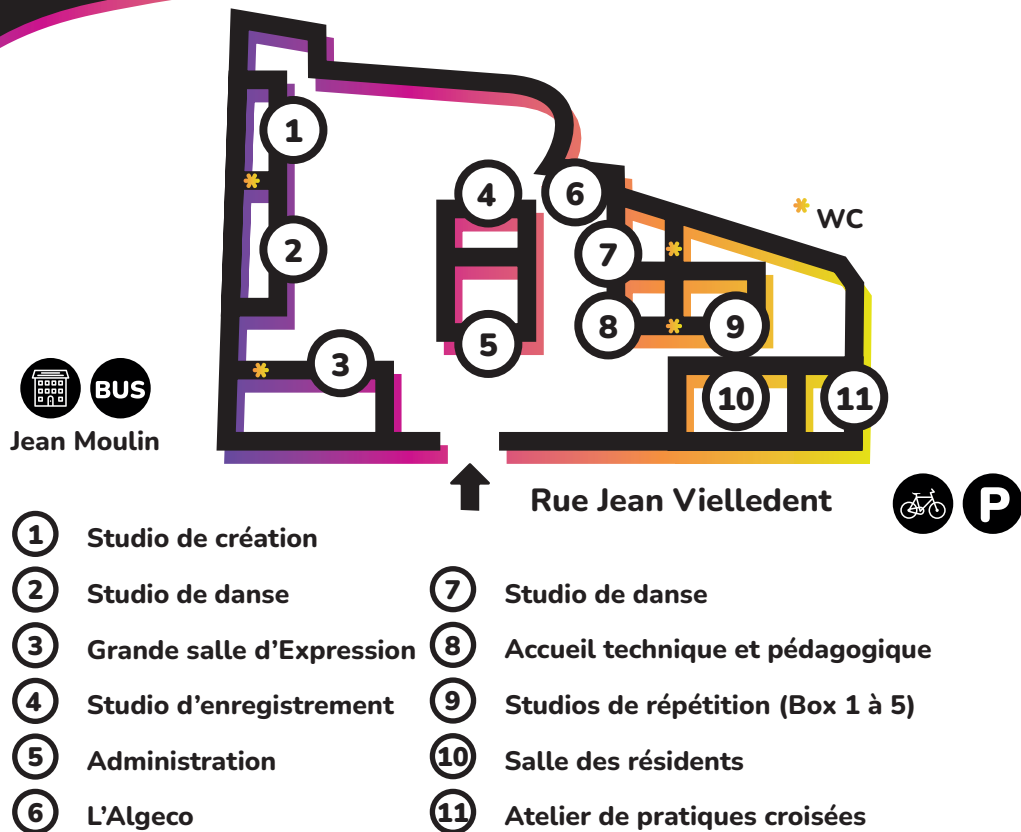 1
2
3
4
5
6
7
8
9
10
11
* WC
BUS
Jean Moulin
Rue Jean Vielledent
P
1 Studio de création
2 Studio de danse
3 Grande salle d’Expression
4 Studio d’enregistrement
5 Administration
6 L’Algeco
7 Studio de danse
8 Accueil technique et pédagogique
9 Studios de répétition (Box 1 à 5)
10 Salle des résidents
11 Atelier de pratiques croisées